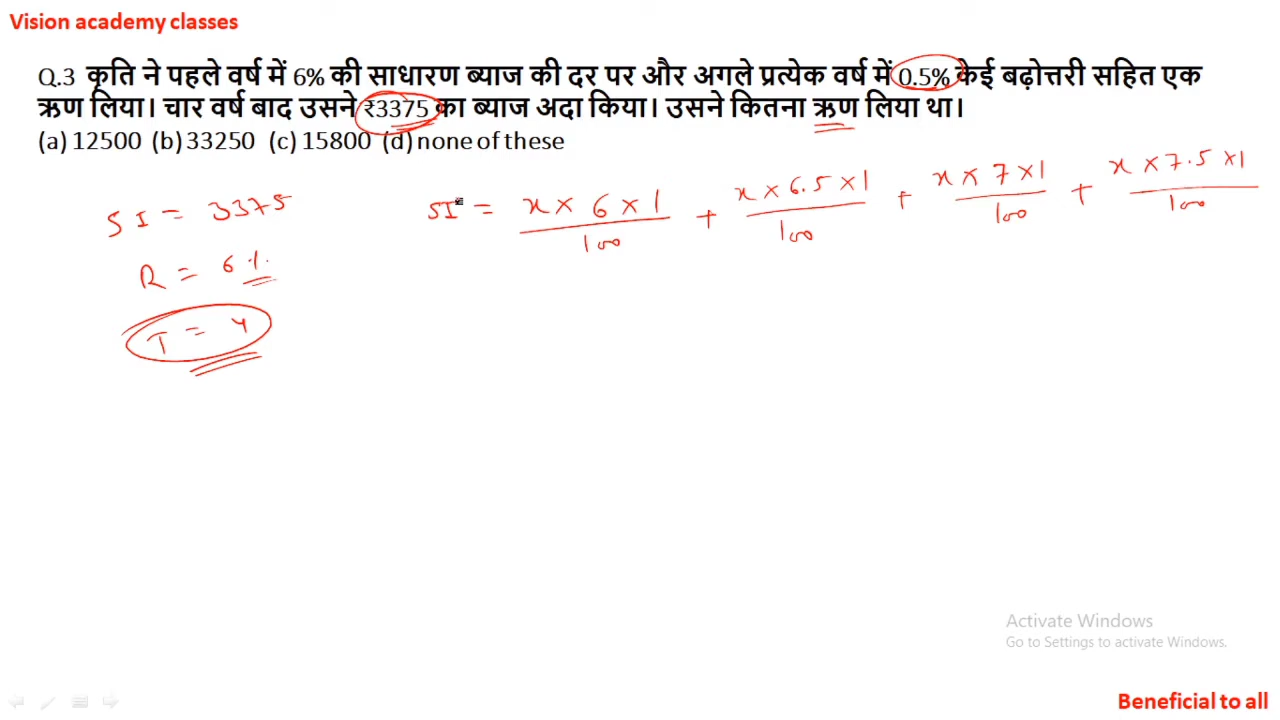 Vision academy classes
Q.3 कृति ने पहले वर्ष में 6% की साधारण ब्याज की दर पर और अगले प्रत्येक वर्ष में 0.5% केई बढ़ोत्तरी सहित एक
ऋण लिया। चार वर्ष बाद उसने ₹3375 का ब्याज अदा किया। उसने कितना ऋण लिया था।
(a) 12500 (b) 33250 (c) 15800 (d) none of these
SI = 3375
R = 6%
T = 4
SI = x × 6 × 1 / 100 + x × 6.5 × 1 / 100 + x × 7 × 1 / 100 + x × 7.5 × 1 / 100
Activate Windows
Go to Settings to activate Windows.
Beneficial to all